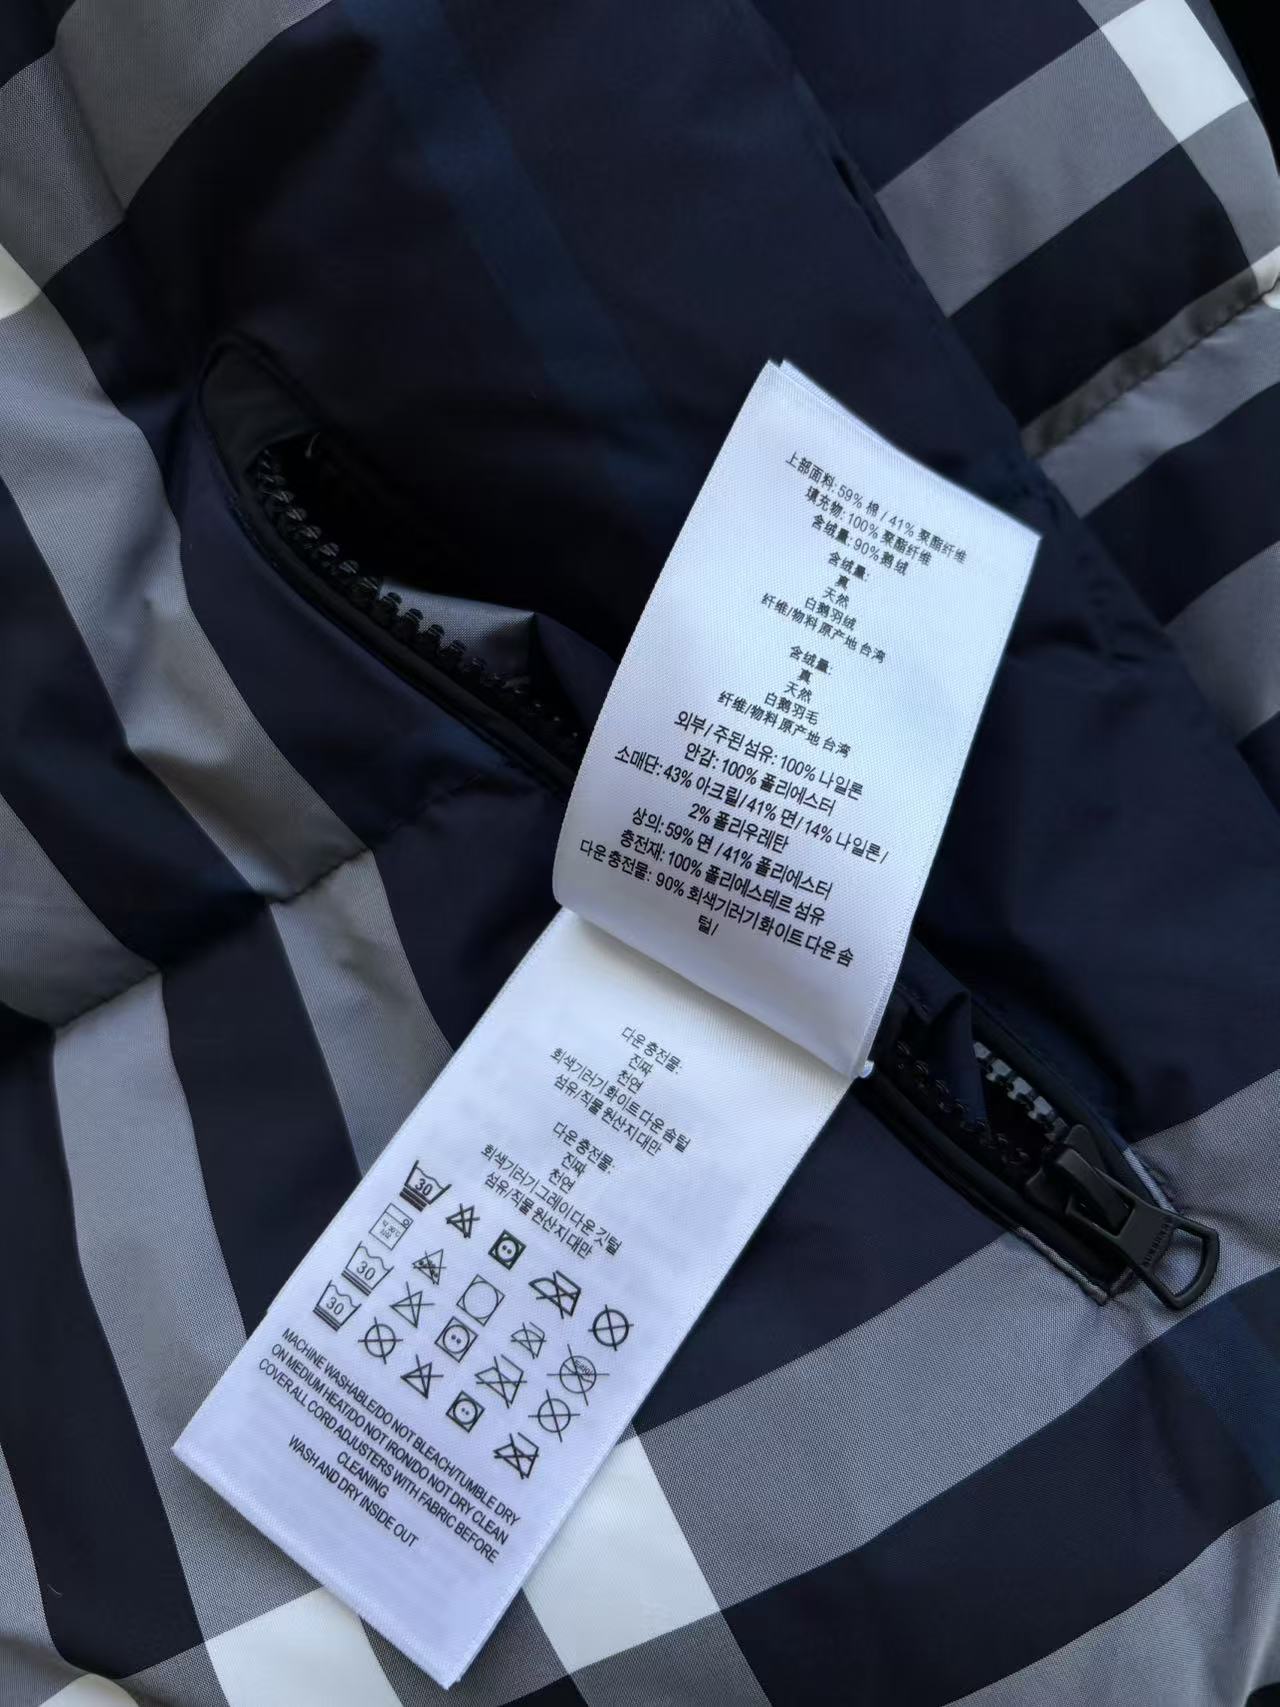 上部面料: 59% 棉 / 41% 聚酯纤维
填充物: 100% 聚酯纤维
含绒量: 90%鹅绒
含绒量:
真
天然
白鹅羽绒
纤维/物料原产地 台湾
含绒量:
真
天然
白鹅羽毛
纤维/物料原产地 台湾
외부 / 주된 섬유: 100% 나일론
안감: 100% 폴리에스터
소매단: 43% 아크릴/ 41% 면/ 14% 나일론/
2% 폴리우레탄
상의: 59% 면 / 41% 폴리에스터
충전재: 100% 폴리에스테르 섬유
다운 충전물: 90% 회색기러기 화이트 다운 솜
털/
다운 충전물:
진짜
천연
회색기러기 화이트 다운 솜털
섬유/직물 원산지 대만
다운 충전물:
진짜
천연
회색기러기 그레이 다운 깃털
섬유/직물 원산지 대만
30
30
30
MACHINE WASHABLE/DO NOT BLEACH/TUMBLE DRY
ON MEDIUM HEAT/DO NOT IRON/DO NOT DRY CLEAN
COVER ALL CORD ADJUSTERS WITH FABRIC BEFORE
CLEANING
WASH AND DRY INSIDE OUT